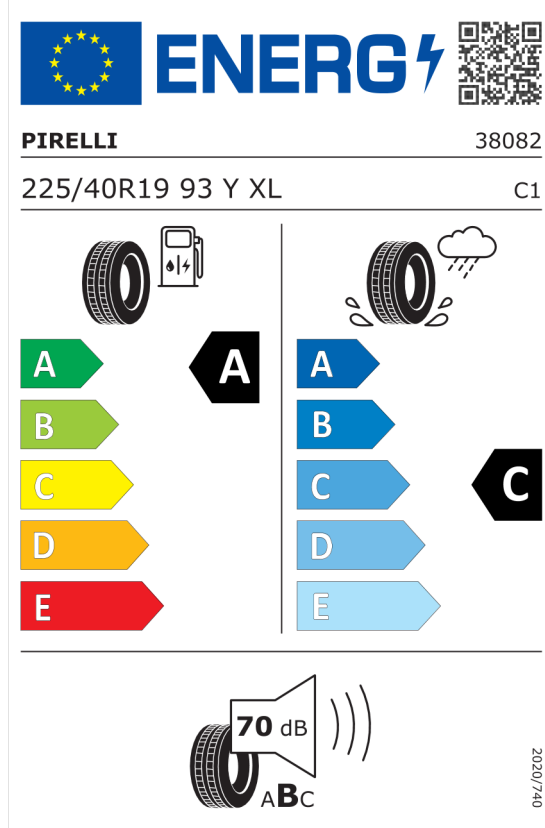 ENERG
PIRELLI 38082
225/40R19 93 Y XL C1
A A
B
C
D
E
A
B
C C
D
E
70 dB
ABC
2020/740